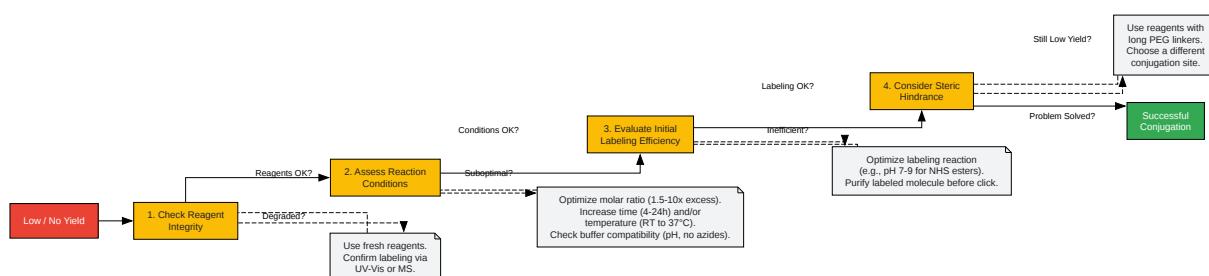 Low / No Yield
1. Check Reagent
Integrity
Reagents OK?
Degraded?
Use fresh reagents.
Confirm labeling via
UV-Vis or MS.
2. Assess Reaction
Conditions
Conditions OK?
Suboptimal?
Optimize molar ratio (1.5-10x excess).
Increase time (4-24h) and/or
temperature (RT to 37°C).
Check buffer compatibility (pH, no azides).
3. Evaluate Initial
Labeling Efficiency
Labeling OK?
Inefficient?
Optimize labeling reaction
(e.g., pH 7-9 for NHS esters).
Purify labeled molecule before click.
4. Consider Steric
Hindrance
Still Low Yield?
Use reagents with
long PEG linkers.
Choose a different
conjugation site.
Problem Solved?
Successful
Conjugation